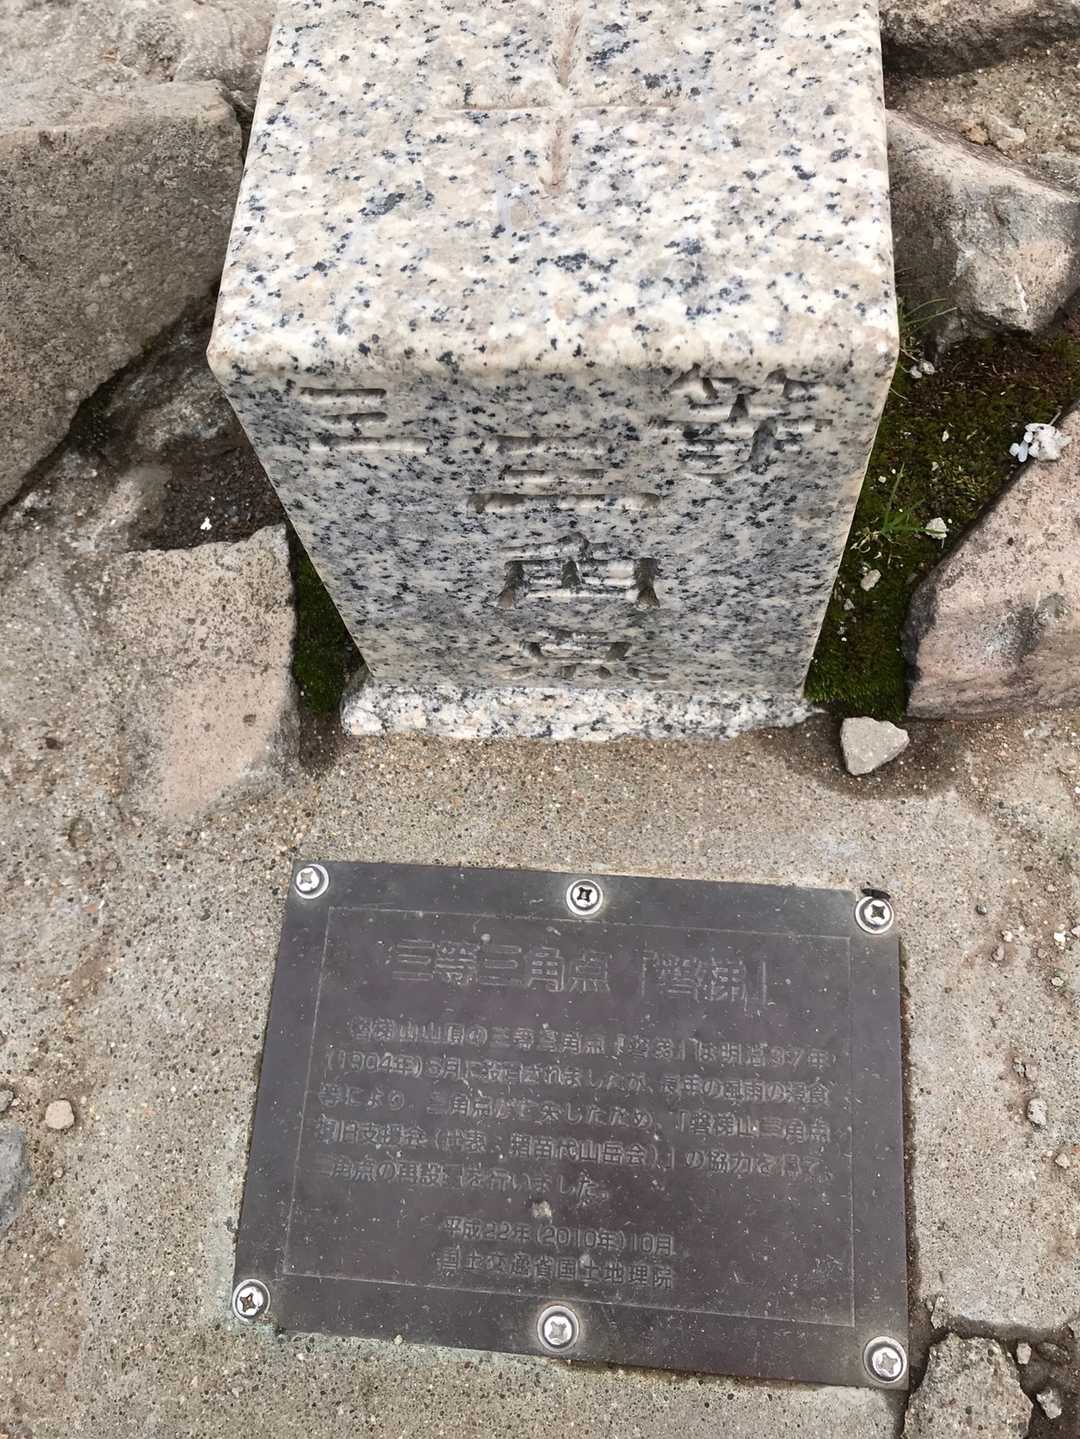 三等
三角点
三等三角点「磐梯」
磐梯山山頂の三等三角点「磐梯」は明治37年
(1904年)8月に設置されましたが、長年の風雨の浸食
等により、三角点が亡失したため、「磐梯山三角点
復旧支援会(代表:猪苗代山岳会)」の協力を得て、
三角点の再設置を行いました。
平成22年(2010年)10月
国土交通省国土地理院